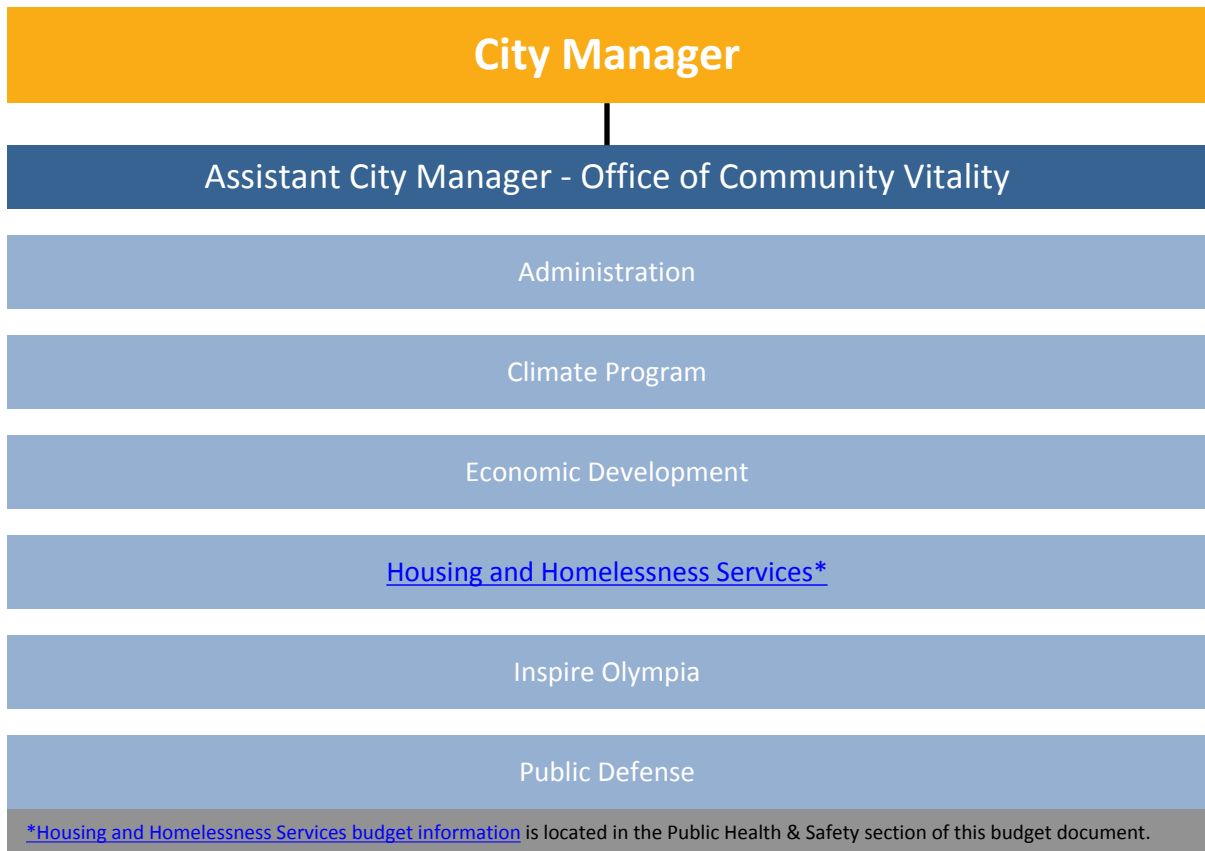 City Manager
Assistant City Manager - Office of Community Vitality
Administration
Climate Program
Economic Development
Housing and Homelessness Services*
Inspire Olympia
Public Defense
*Housing and Homelessness Services budget information is located in the Public Health & Safety section of this budget document.